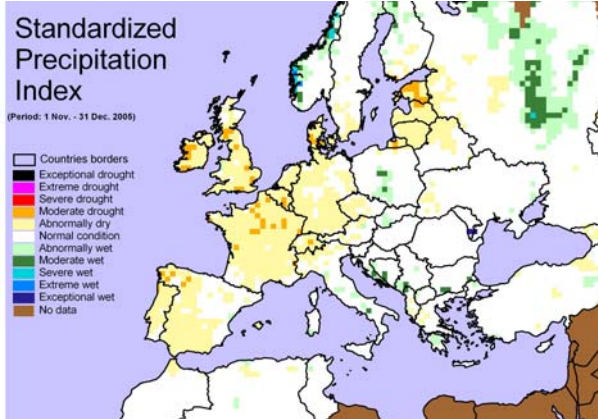 Standardized
Precipitation
Index
(Period: 1 Nov. - 31 Dec. 2005)
Countries borders
Exceptional drought
Extreme drought
Severe drought
Moderate drought
Abnormally dry
Normal condition
Abnormally wet
Moderate wet
Severe wet
Extreme wet
Exceptional wet
No data